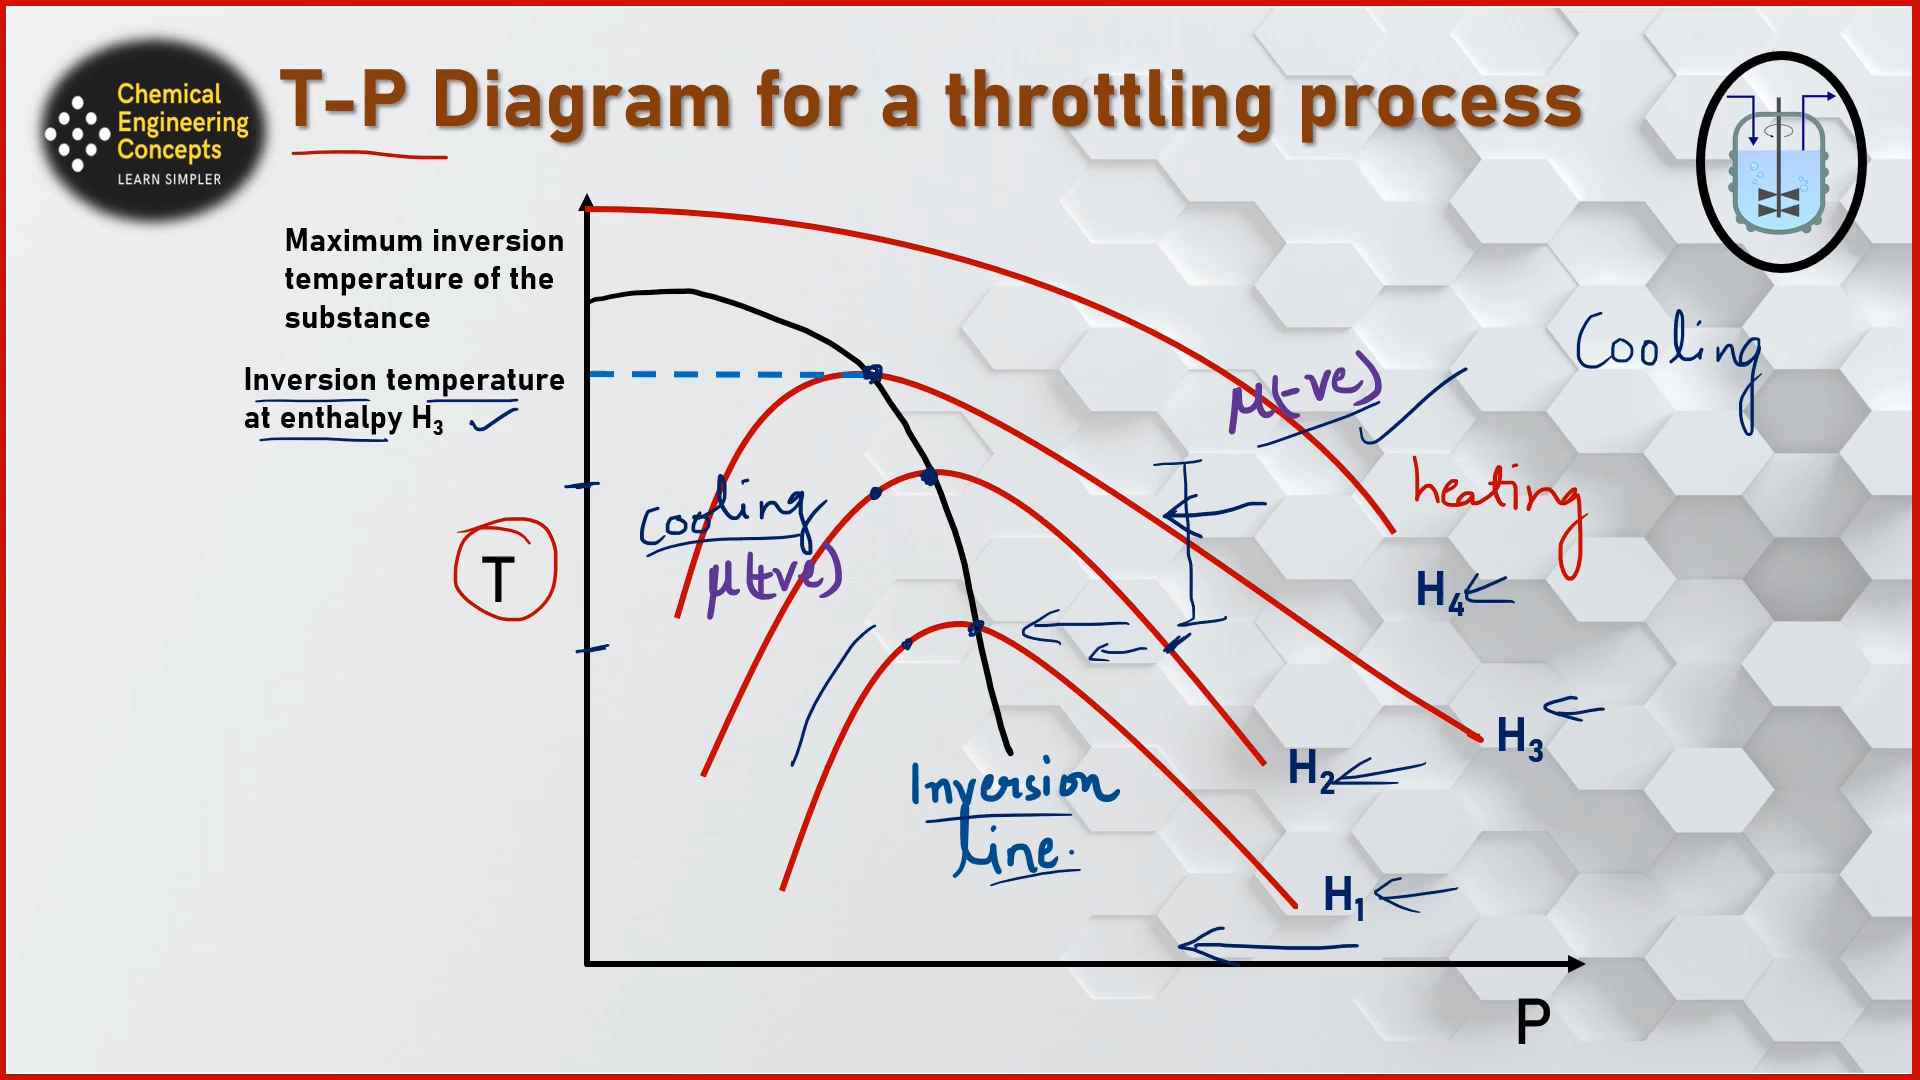 Chemical
Engineering
Concepts
LEARN SIMPLER
T-P Diagram for a throttling process
Maximum inversion
temperature of the
substance
Inversion temperature
at enthalpy H₃
T
cooling
μ(+ve)
μ(-ve)
Cooling
heating
H₄
H₃
H₂
H₁
Inversion
line.
P